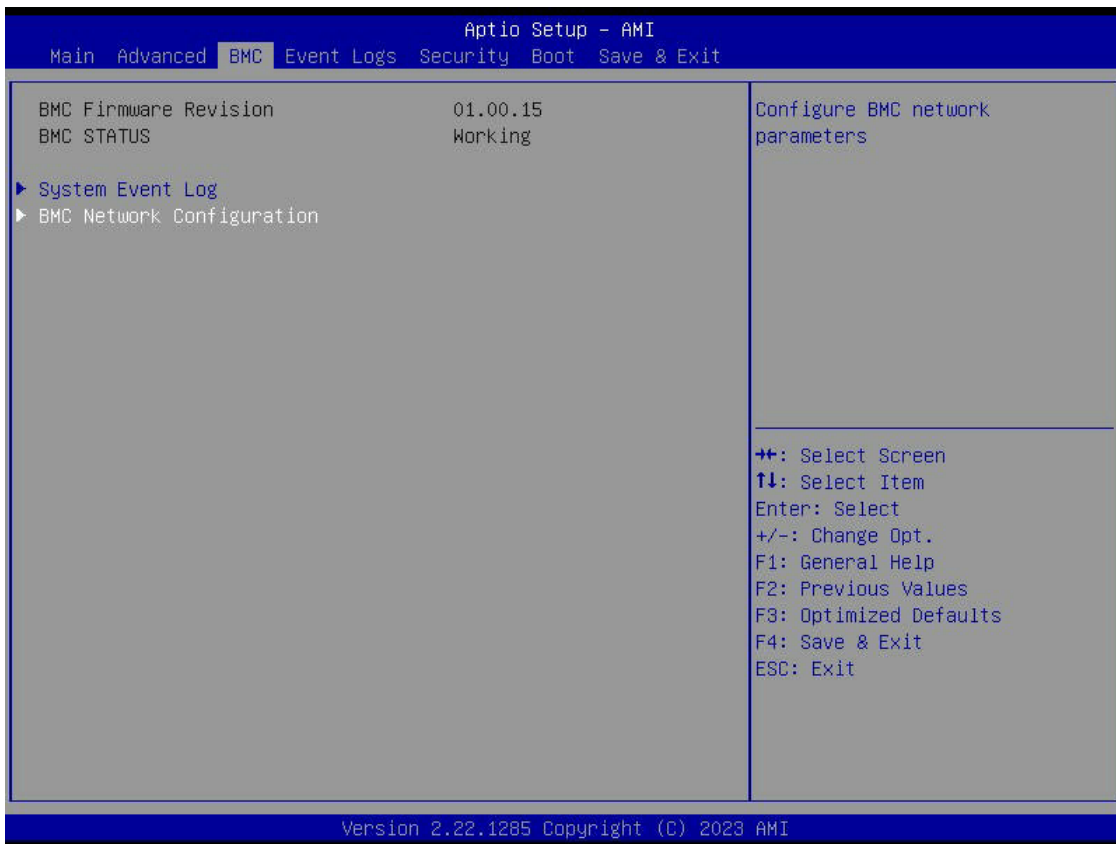 Aptio Setup - AMI
Main Advanced BMC Event Logs Security Boot Save & Exit
BMC Firmware Revision 01.00.15
BMC STATUS Working
▶ System Event Log
▶ BMC Network Configuration
Configure BMC network
parameters
→←: Select Screen
↑↓: Select Item
Enter: Select
+/-: Change Opt.
F1: General Help
F2: Previous Values
F3: Optimized Defaults
F4: Save & Exit
ESC: Exit
Version 2.22.1285 Copyright (C) 2023 AMI